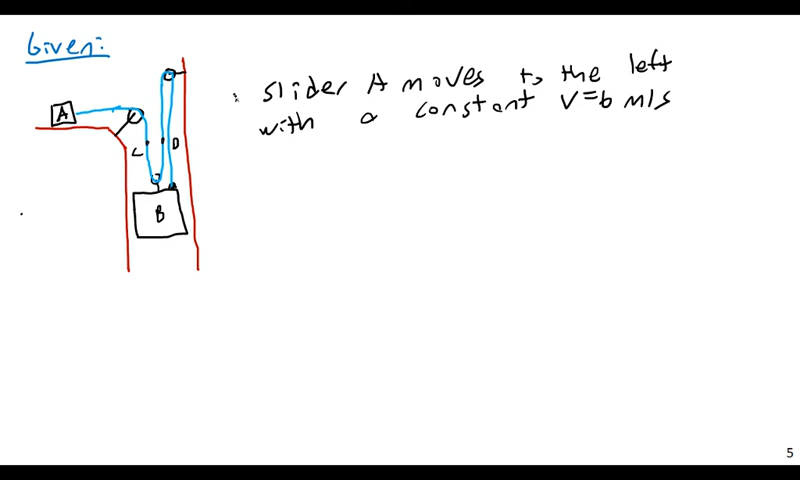 Given:
slider A moves to the left
with a constant V=6 m/s
A
C
D
B
5